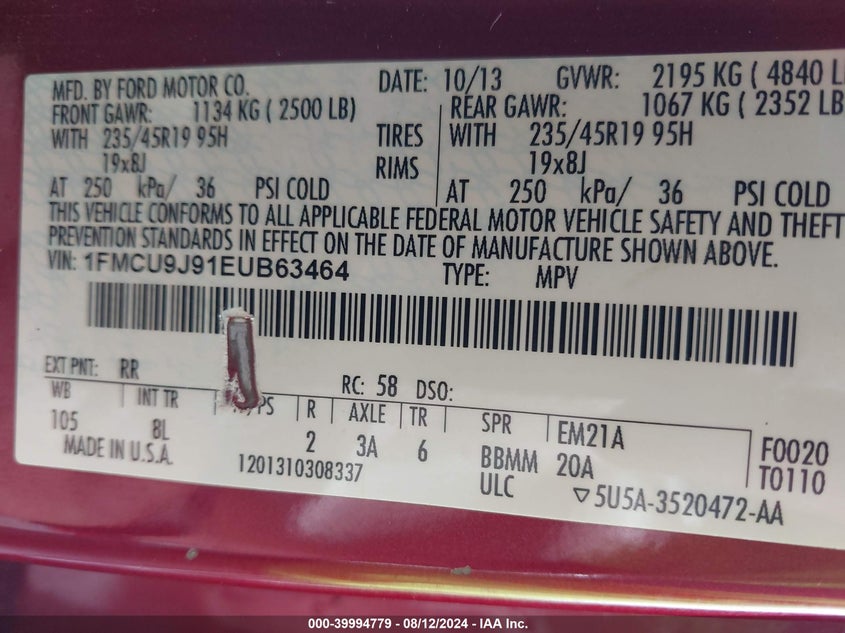 MFD. BY FORD MOTOR CO. DATE: 10/13 GVWR: 2195 KG ( 4840 L
FRONT GAWR: 1134 KG ( 2500 LB) REAR GAWR: 1067 KG ( 2352 LB
WITH 235/45R19 95H TIRES WITH 235/45R19 95H
19x8J RIMS 19x8J
AT 250 kPa/ 36 PSI COLD AT 250 kPa/ 36 PSI COLD
THIS VEHICLE CONFORMS TO ALL APPLICABLE FEDERAL MOTOR VEHICLE SAFETY AND THEFT
PREVENTION STANDARDS IN EFFECT ON THE DATE OF MANUFACTURE SHOWN ABOVE.
VIN: 1FMCU9J91EUB63464 TYPE: MPV
EXT PNT: RR RC: 58 DSO:
WB INT TR /PS R AXLE TR SPR EM21A F0020
105 8L 2 3A 6 BBMM 20A T0110
MADE IN U.S.A. 1201310308337 ULC ▽5U5A-3520472-AA
000-39994779 - 08/12/2024 - IAA Inc.